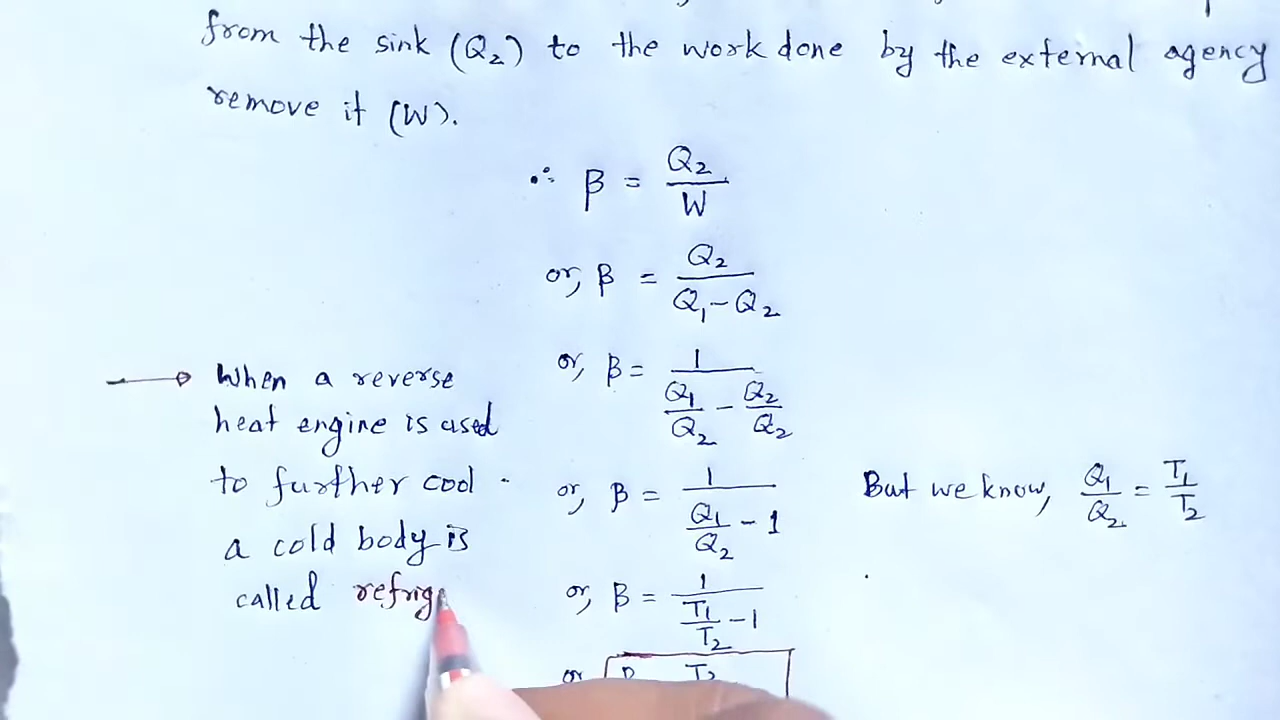 from the sink (Q₂) to the work done by the external agency
remove it (W).
∴ β = Q₂/W
or, β = Q₂/(Q₁-Q₂)
or, β = 1/(Q₁/Q₂ - Q₂/Q₂)
or, β = 1/(Q₁/Q₂ - 1)
But we know, Q₁/Q₂ = T₁/T₂
or, β = 1/(T₁/T₂ - 1)
or
→ When a reverse
heat engine is used
to further cool
a cold body is
called refrige